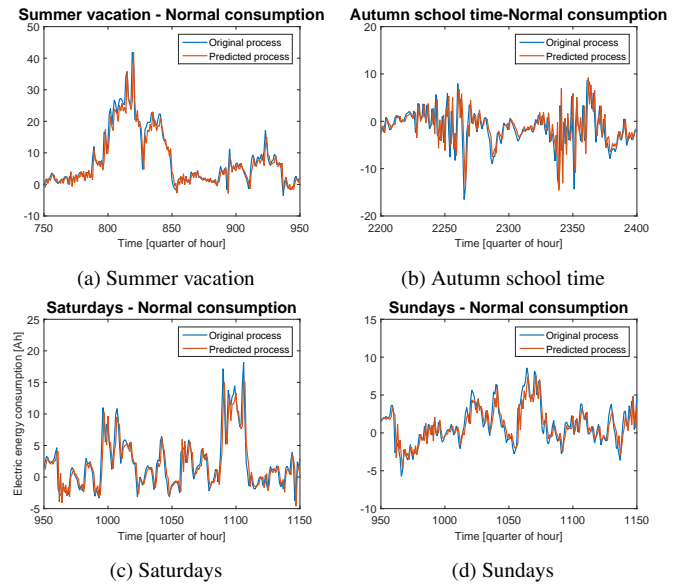 Summer vacation - Normal consumption
Original process
Predicted process
50
40
30
20
10
0
-10
750
800
850
900
950
Time [quarter of hour]
(a) Summer vacation
Autumn school time-Normal consumption
Original process
Predicted process
20
10
0
-10
-20
2200
2250
2300
2350
2400
Time [quarter of hour]
(b) Autumn school time
Saturdays - Normal consumption
Original process
Predicted process
Electric energy consumption [Ah]
25
20
15
10
5
0
-5
950
1000
1050
1100
1150
Time [quarter of hour]
(c) Saturdays
Sundays - Normal consumption
Original process
Predicted process
15
10
5
0
-5
-10
950
1000
1050
1100
1150
Time [quarter of hour]
(d) Sundays